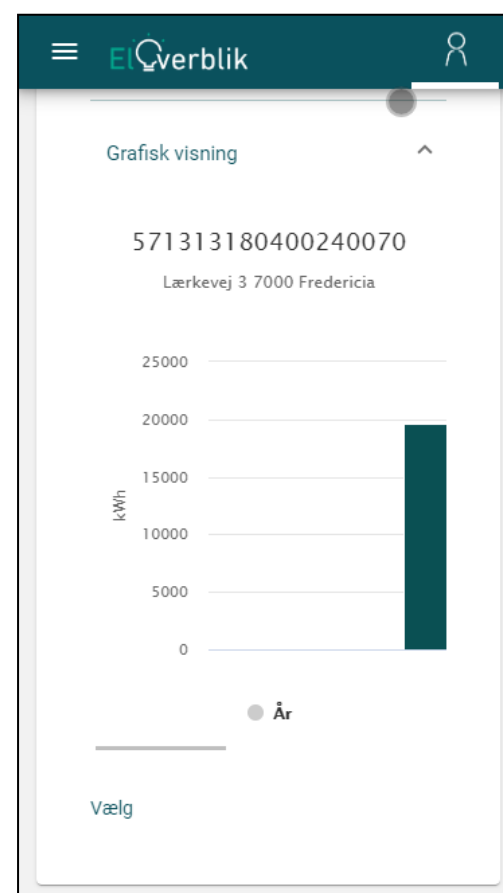 ElOverblik
Grafisk visning
571313180400240070
Lærkevej 3 7000 Fredericia
25000
20000
15000
10000
5000
0
kWh
År
Vælg